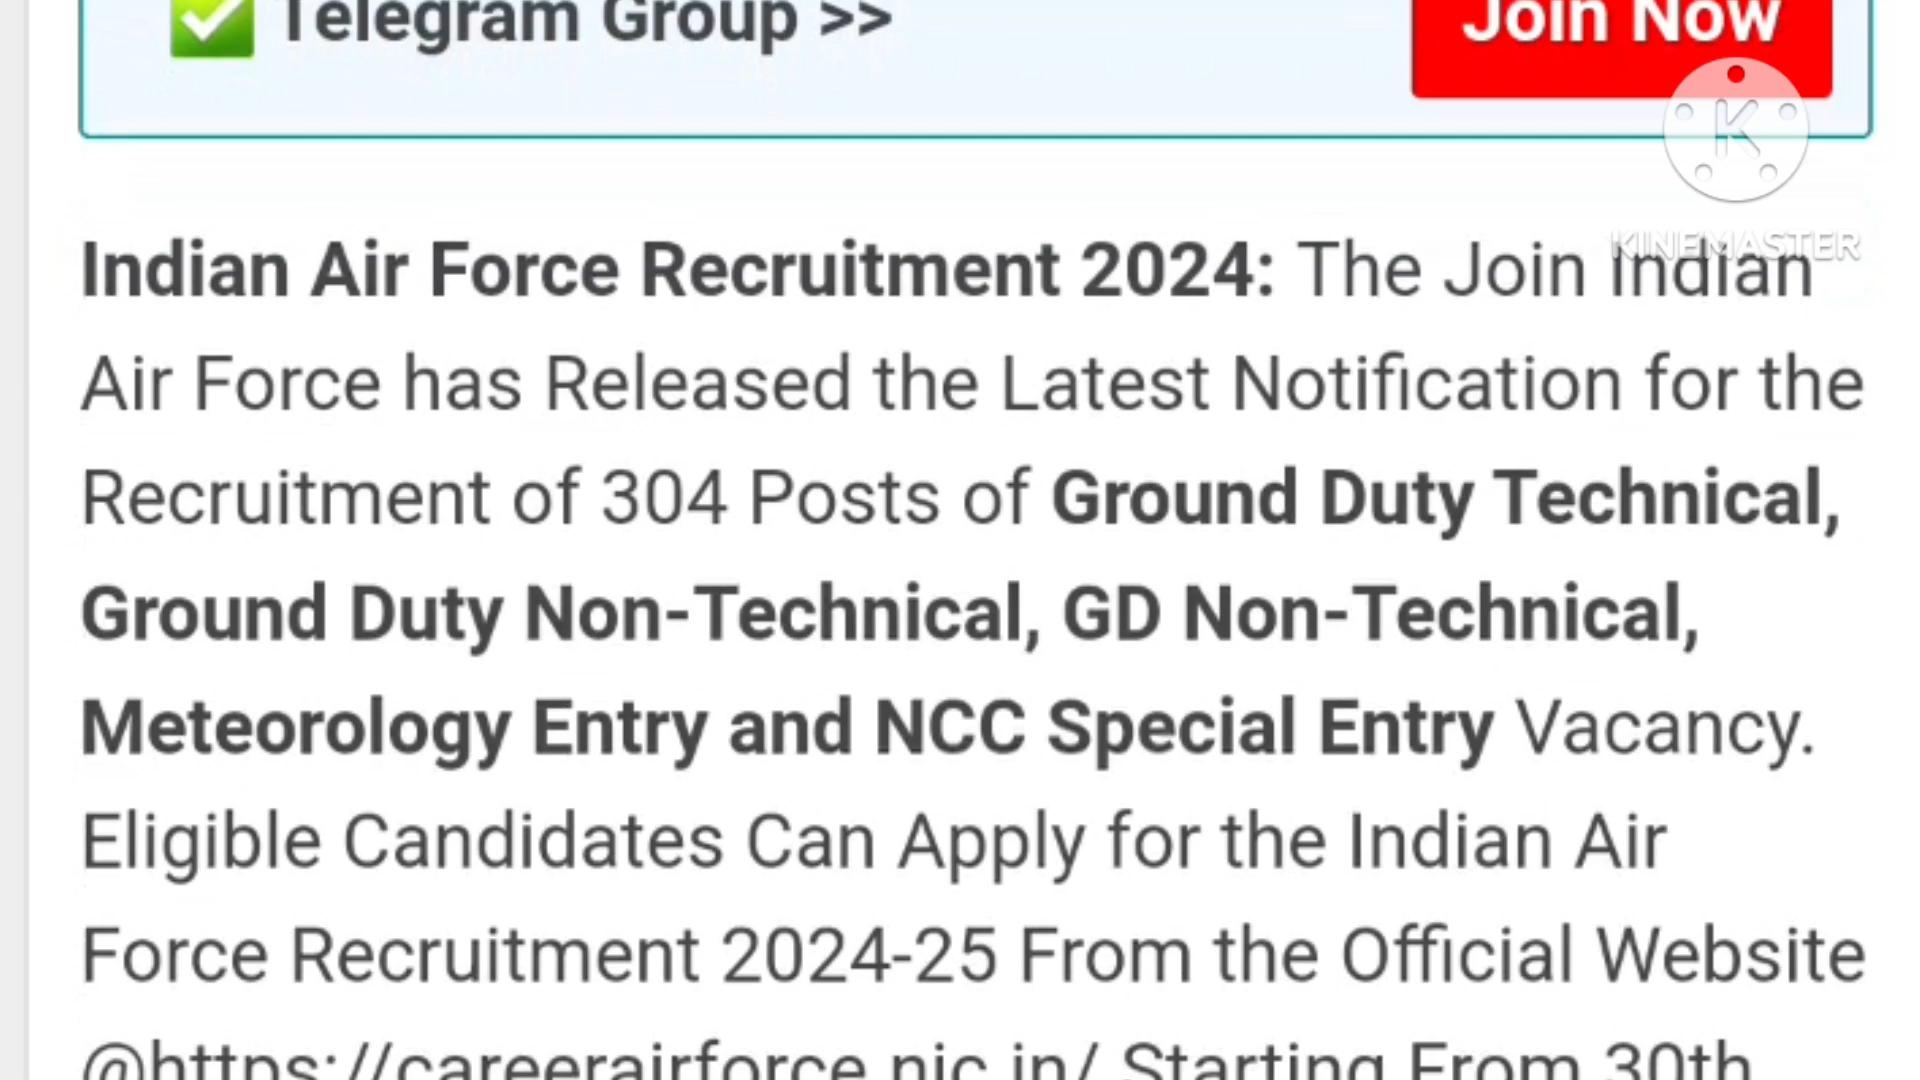 Telegram Group >>
Join Now
K
KINEMASTER
Indian Air Force Recruitment 2024: The Join Indian
Air Force has Released the Latest Notification for the
Recruitment of 304 Posts of Ground Duty Technical,
Ground Duty Non-Technical, GD Non-Technical,
Meteorology Entry and NCC Special Entry Vacancy.
Eligible Candidates Can Apply for the Indian Air
Force Recruitment 2024-25 From the Official Website
@https://careerairforce.nic.in/ Starting From 30th